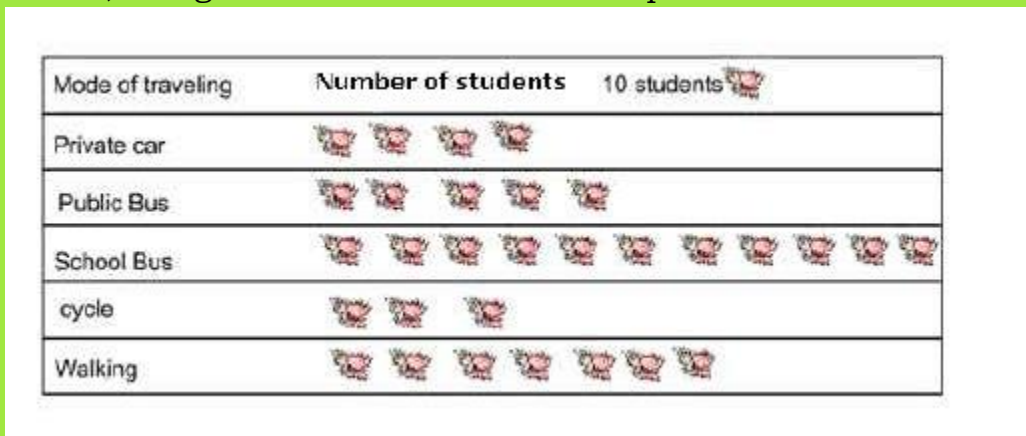 Mode of traveling Number of students 10 students
Private car
Public Bus
School Bus
cycle
Walking